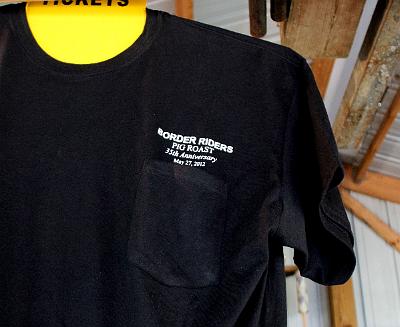 TICKETS
BORDER RIDERS
PIG ROAST
35th Anniversary
May 27, 2012